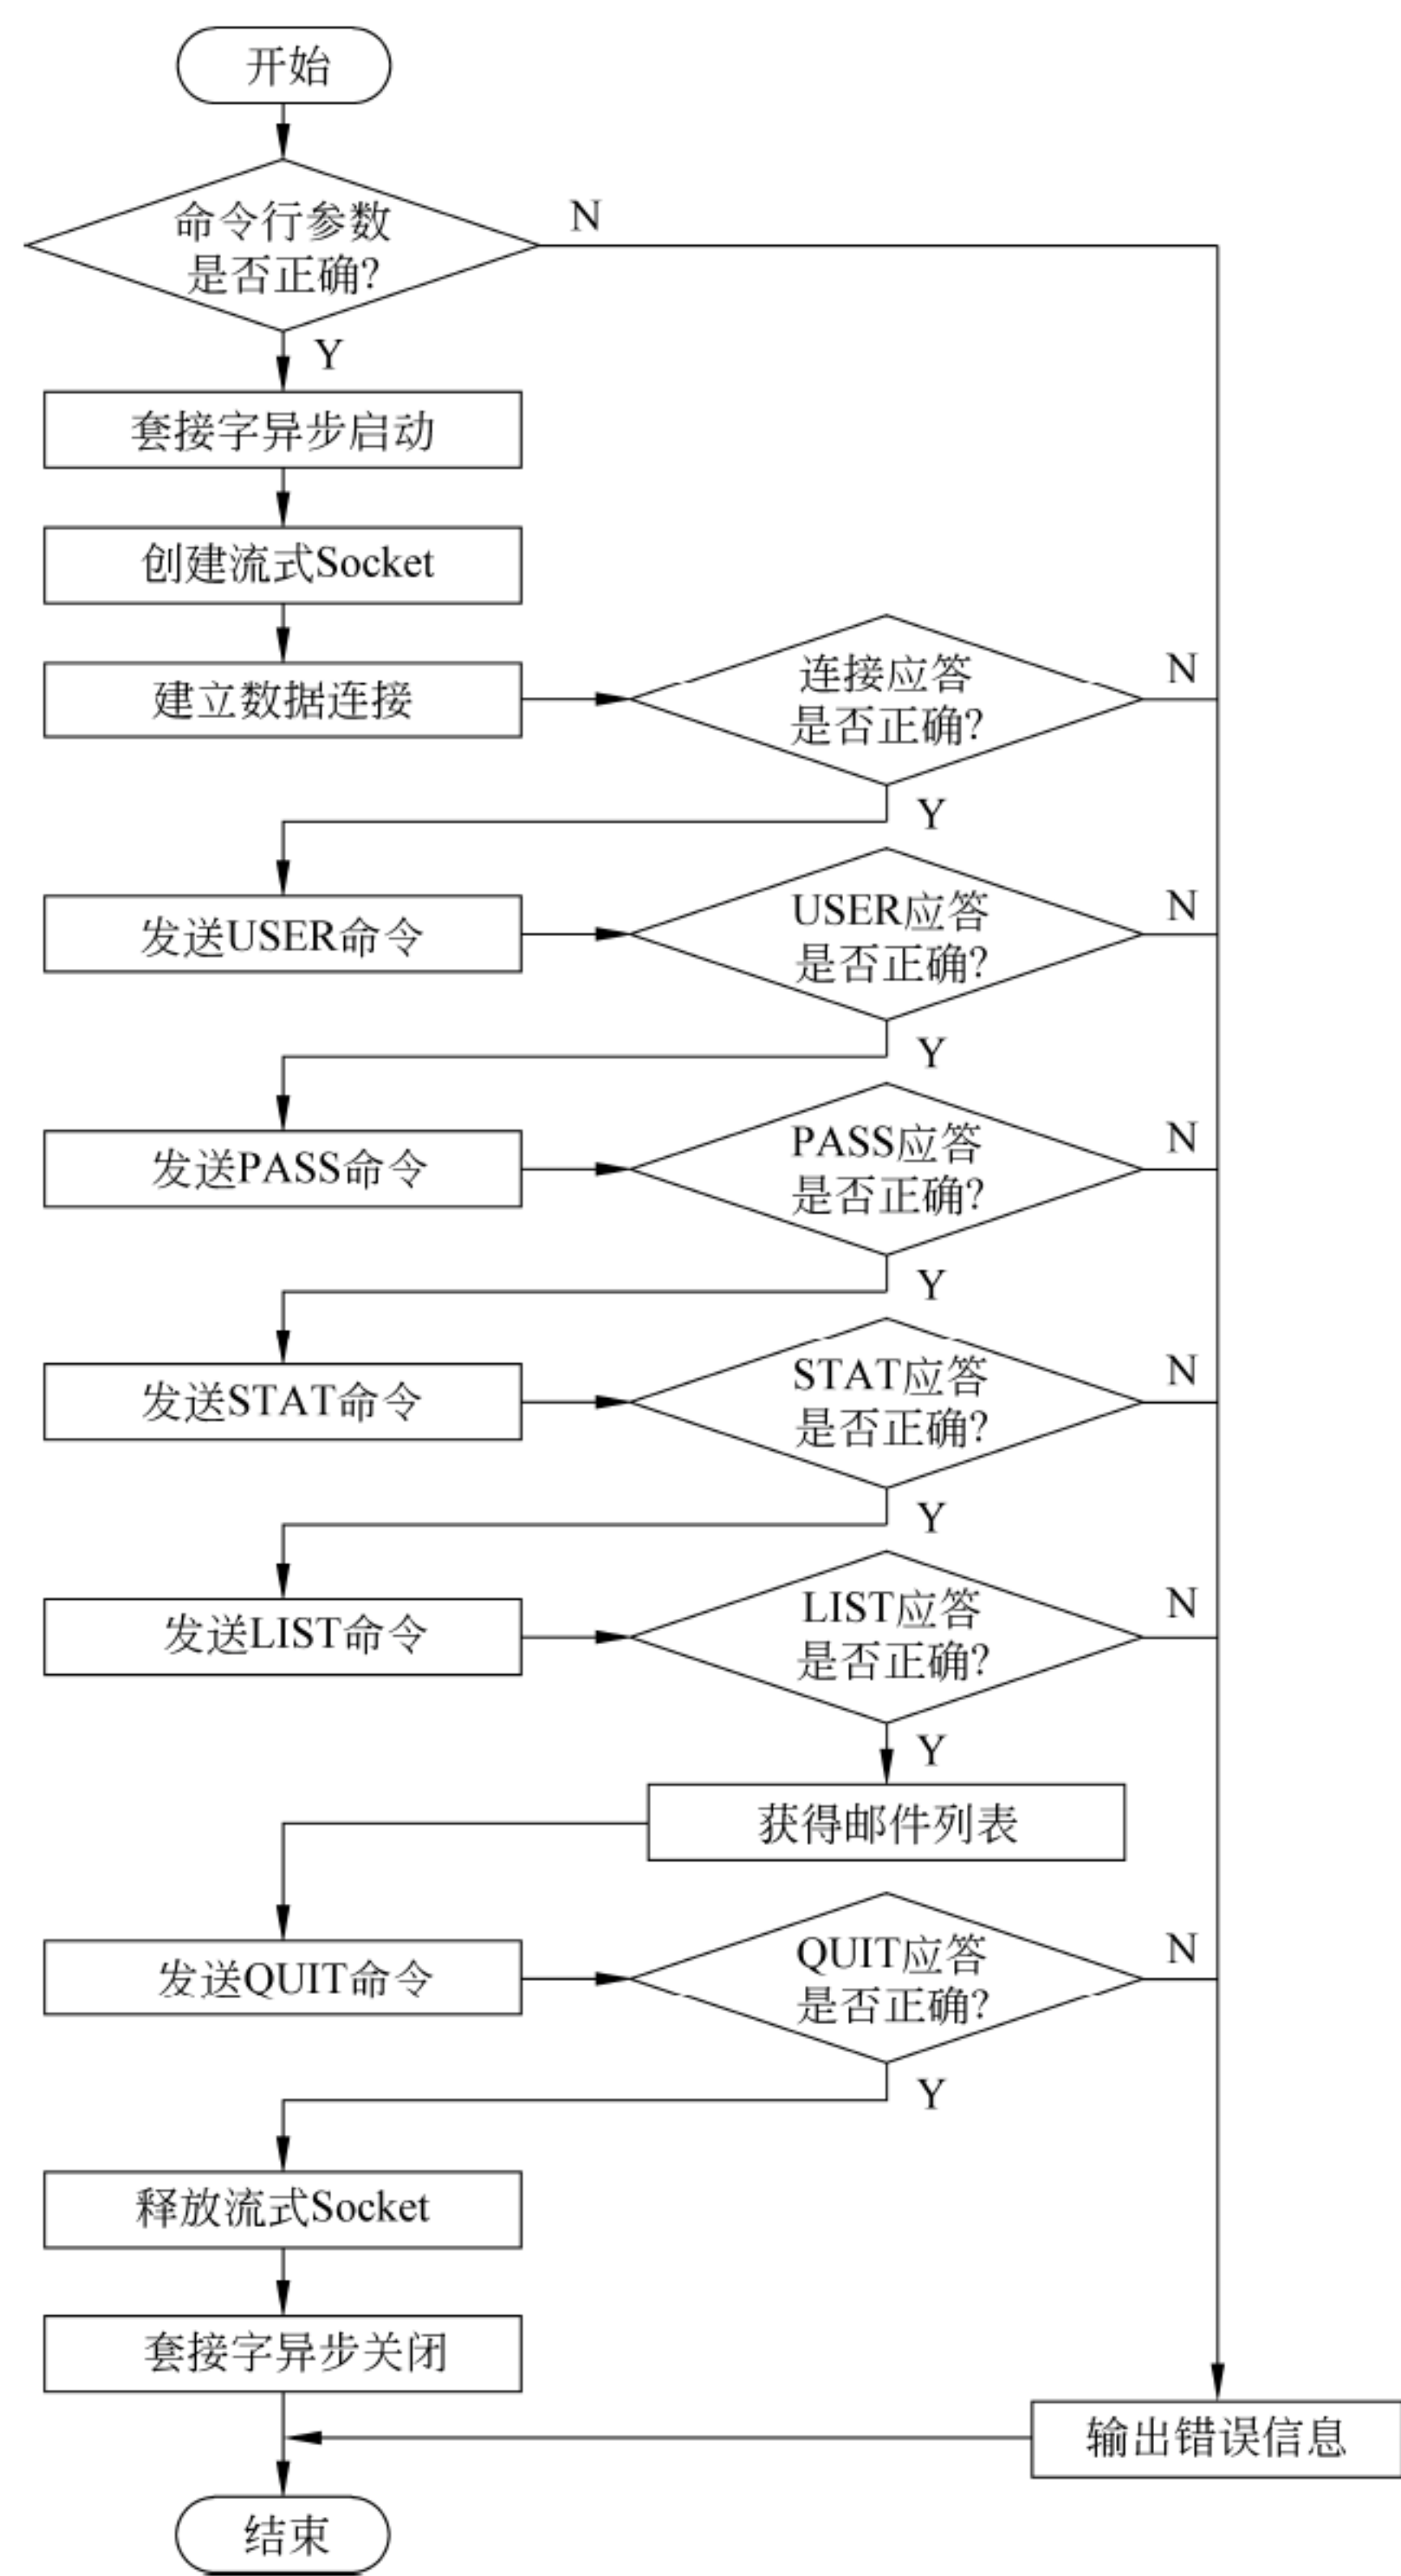 开始
命令行参数
是否正确?
N
Y
套接字异步启动
创建流式Socket
建立数据连接
连接应答
是否正确?
N
Y
发送USER命令
USER应答
是否正确?
N
Y
发送PASS命令
PASS应答
是否正确?
N
Y
发送STAT命令
STAT应答
是否正确?
N
Y
发送LIST命令
LIST应答
是否正确?
N
Y
获得邮件列表
发送QUIT命令
QUIT应答
是否正确?
N
Y
释放流式Socket
套接字异步关闭
输出错误信息
结束